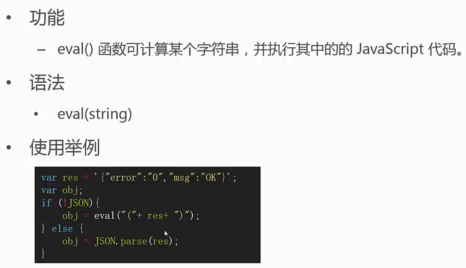 • 功能
– eval() 函数可计算某个字符串，并执行其中的的 JavaScript 代码。
• 语法
• eval(string)
• 使用举例
var res = '{"error":"0","msg":"OK"}';
var obj;
if (!JSON){
    obj = eval("("+ res+ ")");
} else {
    obj = JSON.parse(res);
}